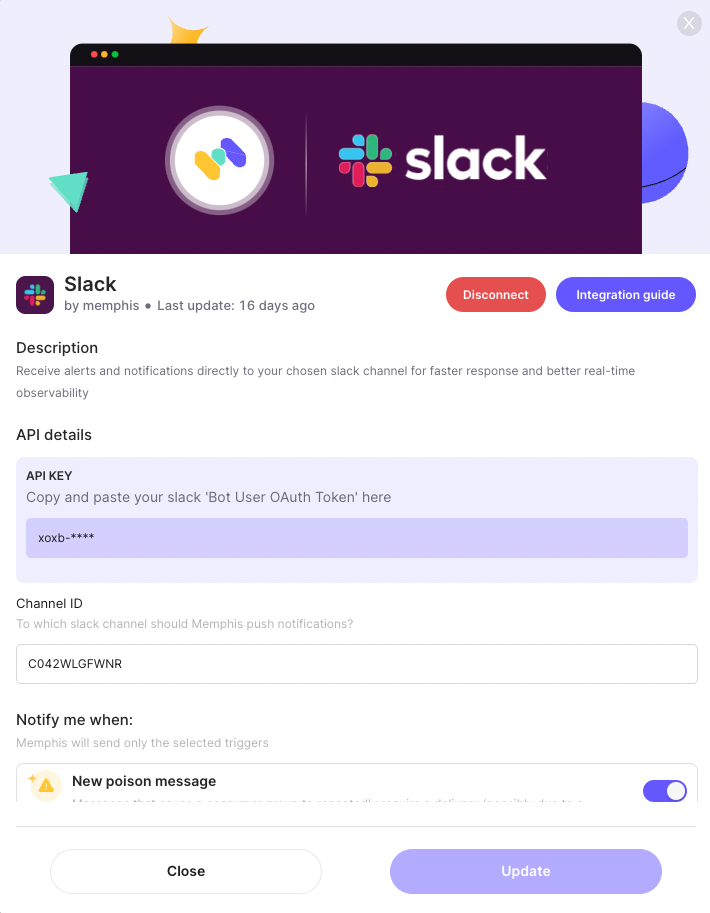 X
slack
Slack
by memphis • Last update: 16 days ago
Disconnect
Integration guide
Description
Receive alerts and notifications directly to your chosen slack channel for faster response and better real-time
observability
API details
API KEY
Copy and paste your slack 'Bot User OAuth Token' here
xoxb-****
Channel ID
To which slack channel should Memphis push notifications?
C042WLGFWNR
Notify me when:
Memphis will send only the selected triggers
New poison message
Close
Update